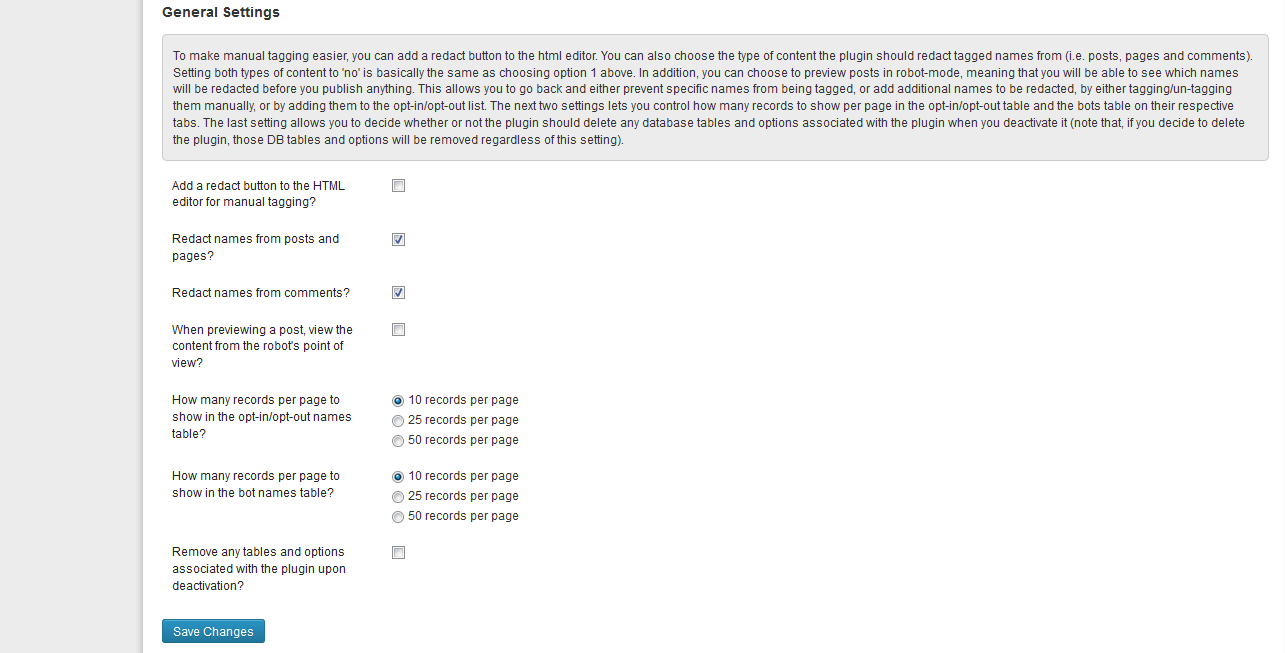 General Settings
To make manual tagging easier, you can add a redact button to the html editor. You can also choose the type of content the plugin should redact tagged names from (i.e. posts, pages and comments).
Setting both types of content to 'no' is basically the same as choosing option 1 above. In addition, you can choose to preview posts in robot-mode, meaning that you will be able to see which names
will be redacted before you publish anything. This allows you to go back and either prevent specific names from being tagged, or add additional names to be redacted, by either tagging/un-tagging
them manually, or by adding them to the opt-in/opt-out list. The next two settings lets you control how many records to show per page in the opt-in/opt-out table and the bots table on their respective
tabs. The last setting allows you to decide whether or not the plugin should delete any database tables and options associated with the plugin when you deactivate it (note that, if you decide to delete
the plugin, those DB tables and options will be removed regardless of this setting).
Add a redact button to the HTML
editor for manual tagging?
Redact names from posts and
pages?
Redact names from comments?
When previewing a post, view the
content from the robot's point of
view?
How many records per page to
show in the opt-in/opt-out names
table?
10 records per page
25 records per page
50 records per page
How many records per page to
show in the bot names table?
10 records per page
25 records per page
50 records per page
Remove any tables and options
associated with the plugin upon
deactivation?
Save Changes